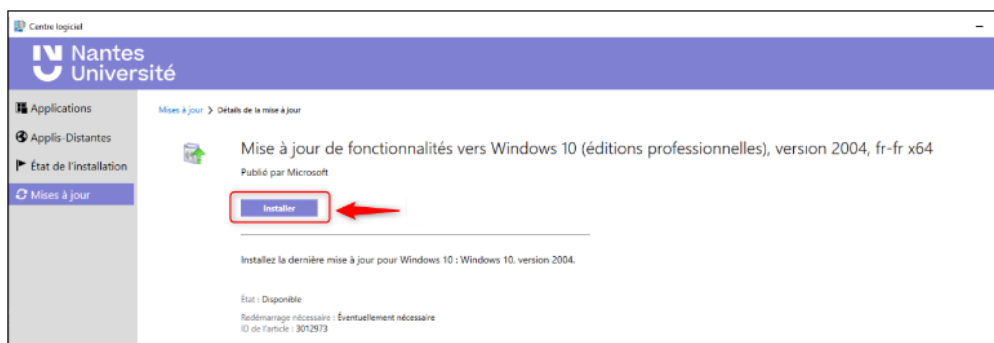 Centre logiciel
Nantes
Université
Applications
Applis-Distantes
État de l'installation
Mises à jour
Mises à jour > Détails de la mise à jour
Mise à jour de fonctionnalités vers Windows 10 (éditions professionnelles), version 2004, fr-fr x64
Publié par Microsoft
Installer
Installez la dernière mise à jour pour Windows 10 : Windows 10. version 2004.
État : Disponible
Redémarrage nécessaire : Éventuellement nécessaire
ID de l'article : 3012973